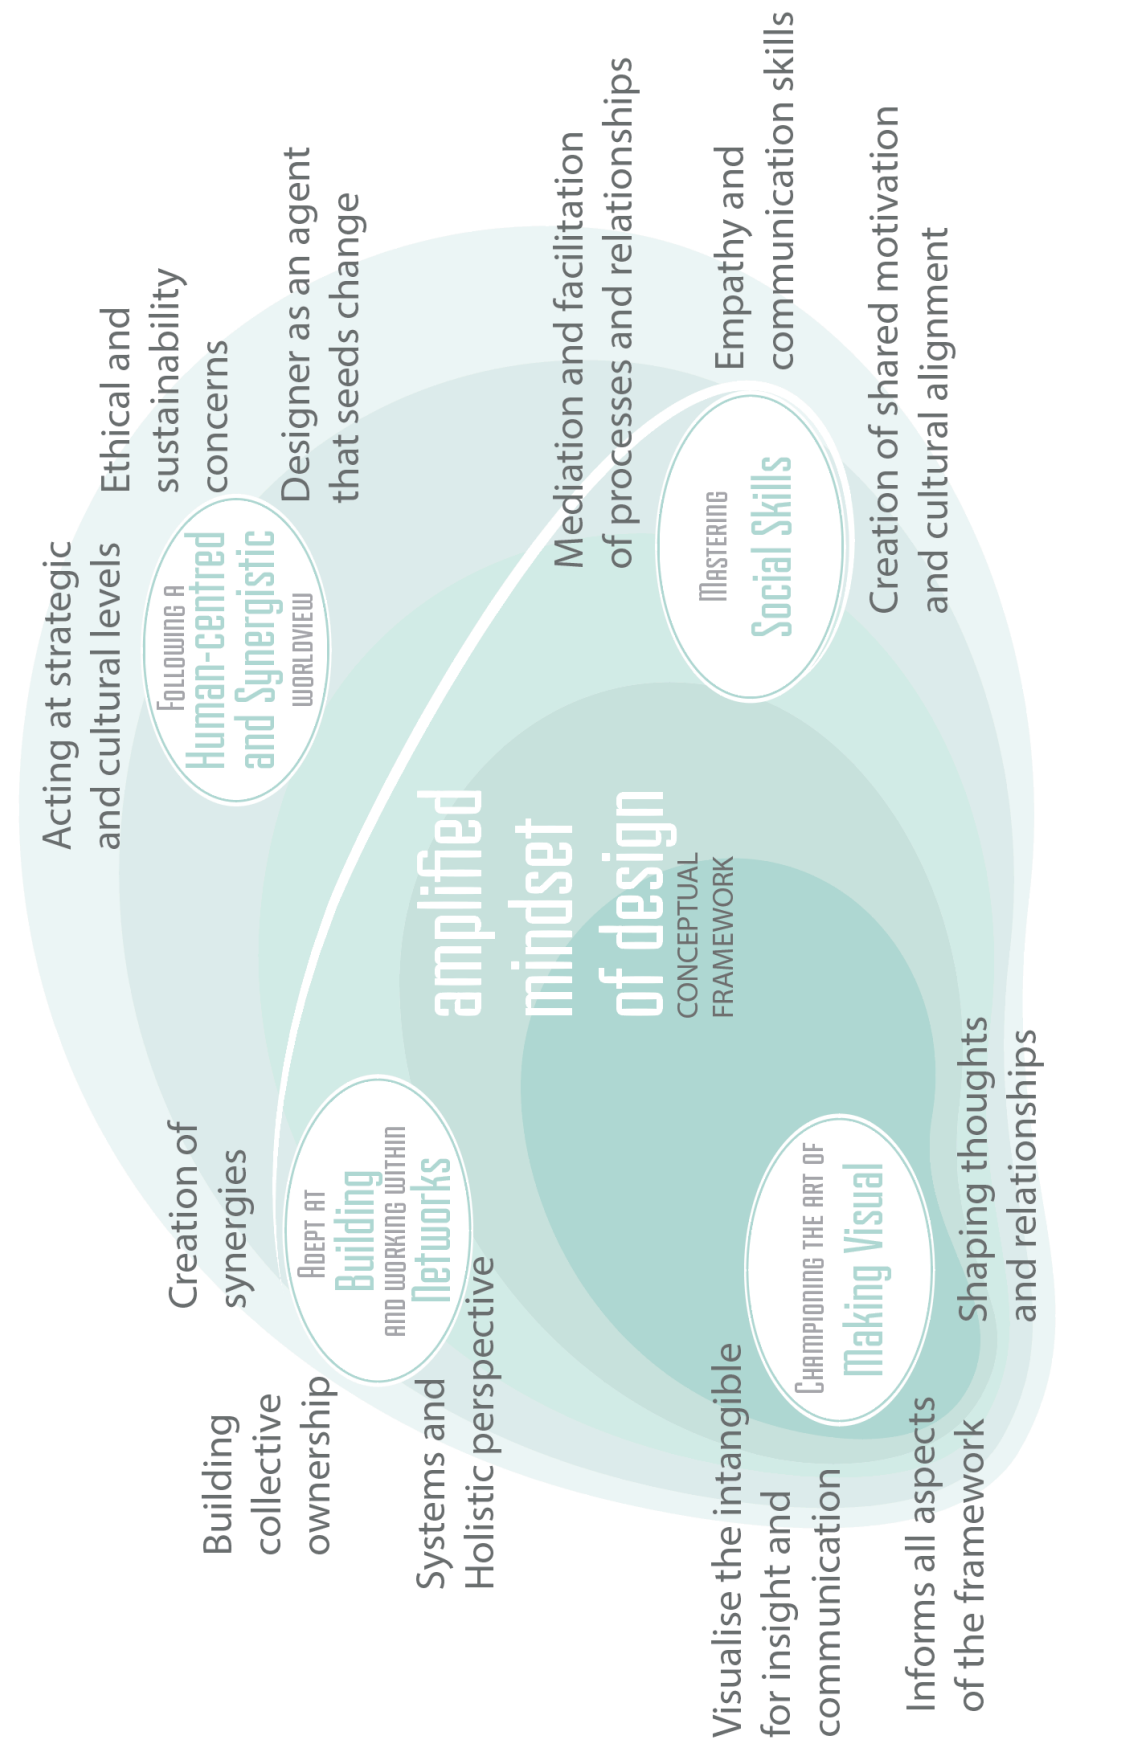 Acting at strategic
and cultural levels
FOLLOWING A
Human-centred
and Synergistic
WORLDVIEW
Ethical and
sustainability
concerns
Designer as an agent
that seeds change
Creation of
synergies
Building
collective
ownership
ADEPT AT
Building
AND WORKING WITHIN
Networks
Systems and
Holistic perspective
amplified
mindset
of design
CONCEPTUAL
FRAMEWORK
Mediation and facilitation
of processes and relationships
MASTERING
Social Skills
Empathy and
communication skills
Creation of shared motivation
and cultural alignment
Visualise the intangible
for insight and
communication
CHAMPIONING THE ART OF
Making Visual
Informs all aspects
of the framework
Shaping thoughts
and relationships